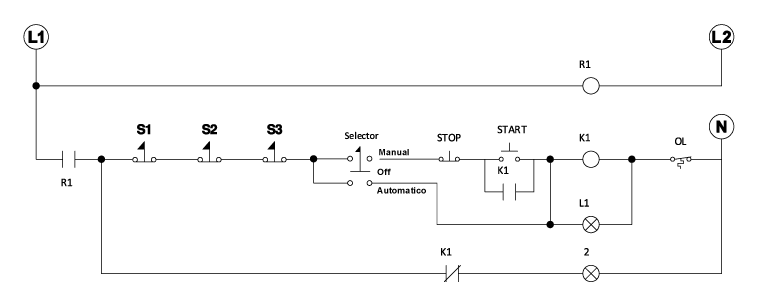 L1
L2
R1
S1
S2
S3
Selector
Manual
Off
Automatico
STOP
START
K1
K1
OL
N
R1
L1
K1
2